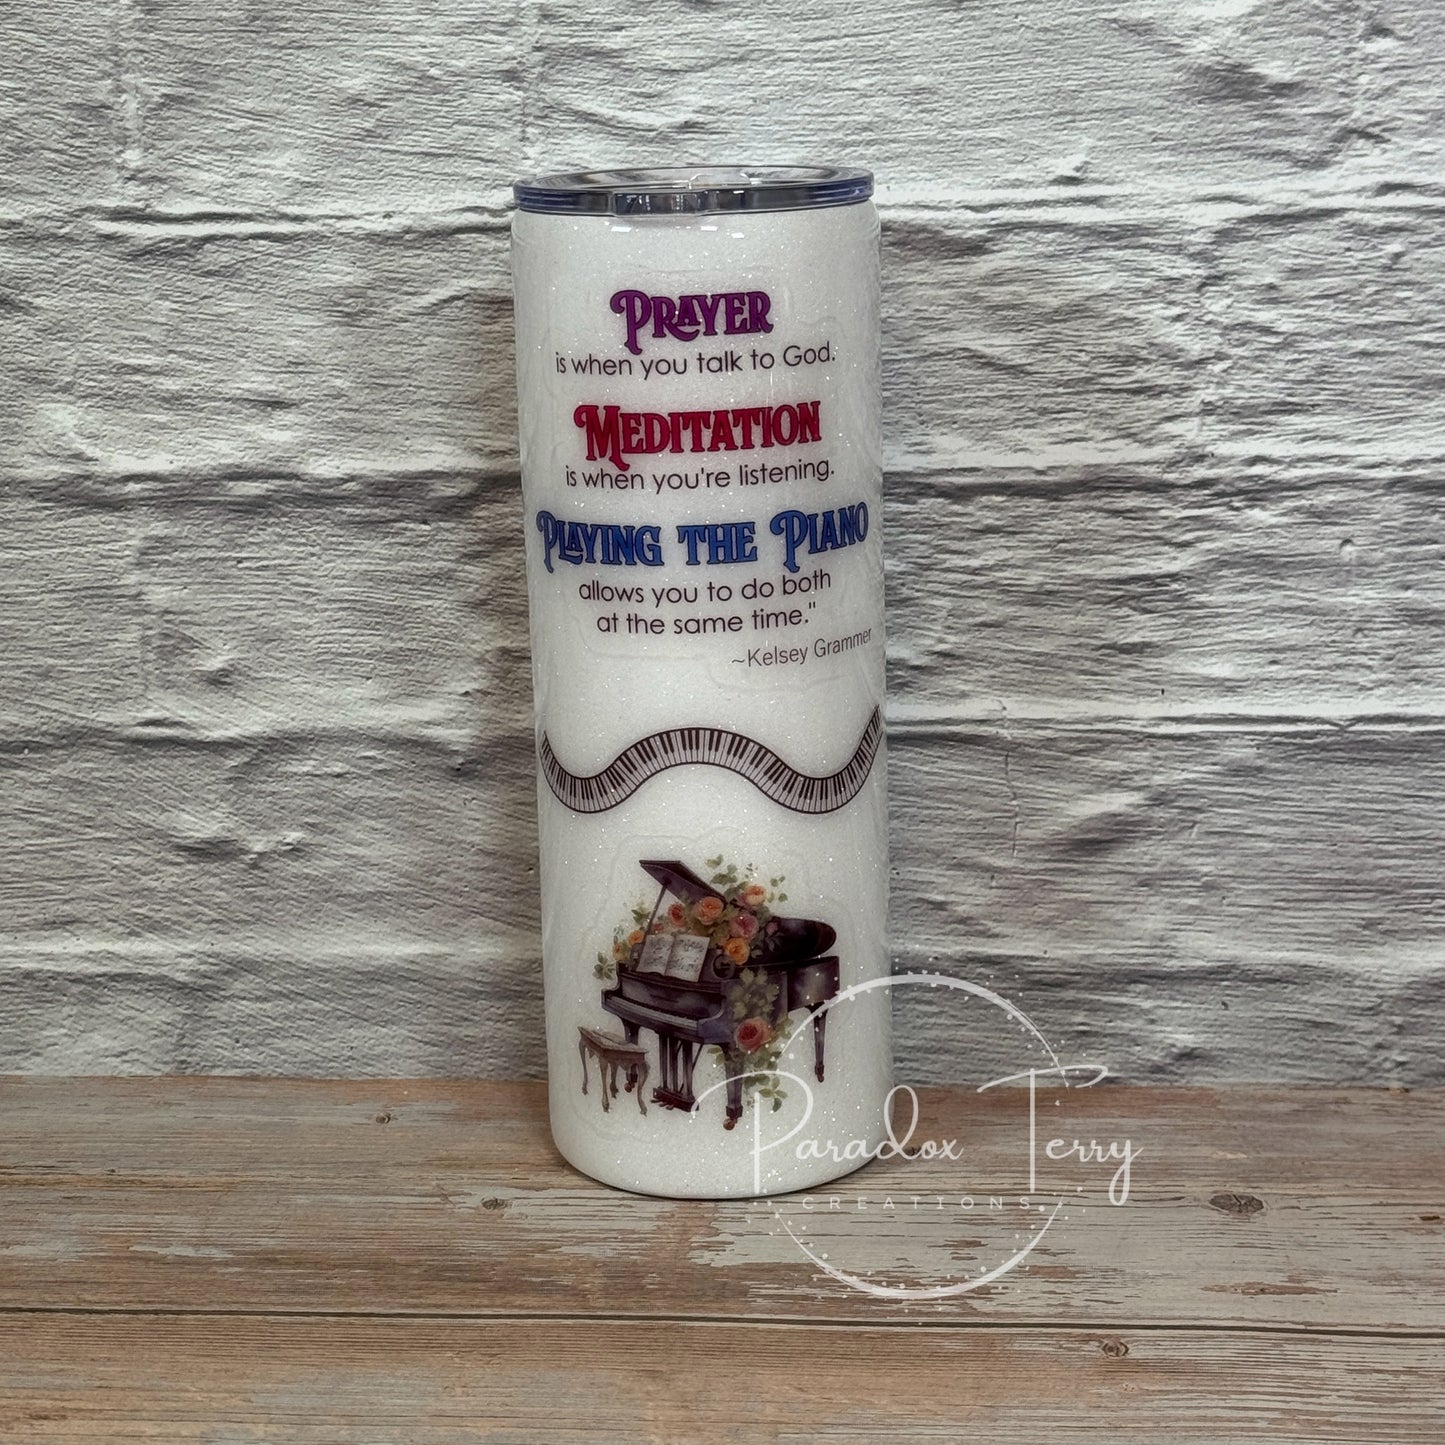 PRAYER
is when you talk to God.
MEDITATION
is when you're listening.
PLAYING THE PIANO
allows you to do both
at the same time."
~Kelsey Grammer
Paradox Terry
CREATIONS